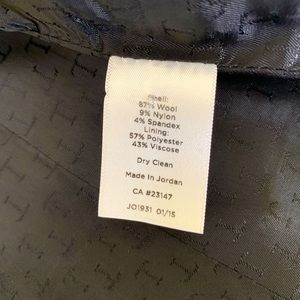 Shell:
87% Wool
9% Nylon
4% Spandex
Lining:
57% Polyester
43% Viscose
Dry Clean
Made In Jordan
CA #23147
JO1931 01/15